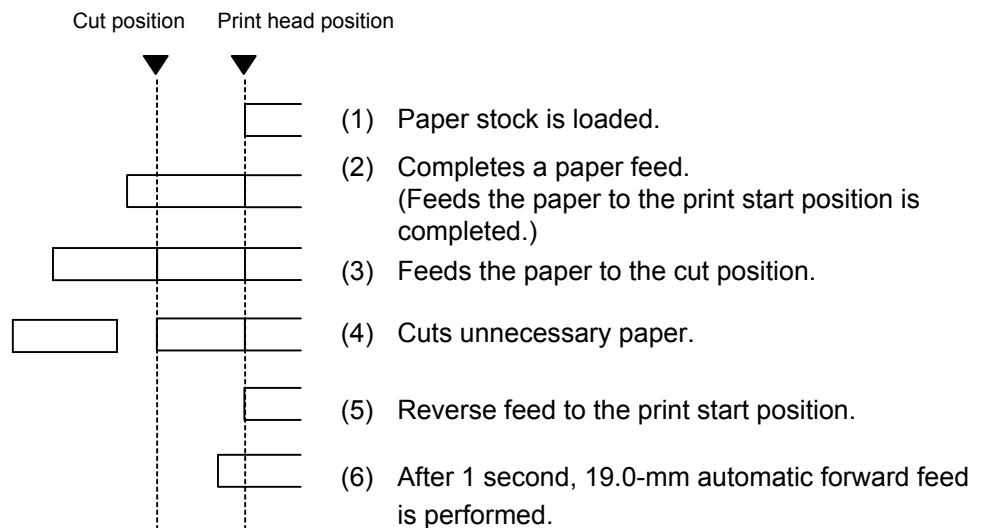 Cut position Print head position
(1) Paper stock is loaded.
(2) Completes a paper feed.
(Feeds the paper to the print start position is
completed.)
(3) Feeds the paper to the cut position.
(4) Cuts unnecessary paper.
(5) Reverse feed to the print start position.
(6) After 1 second, 19.0-mm automatic forward feed
is performed.